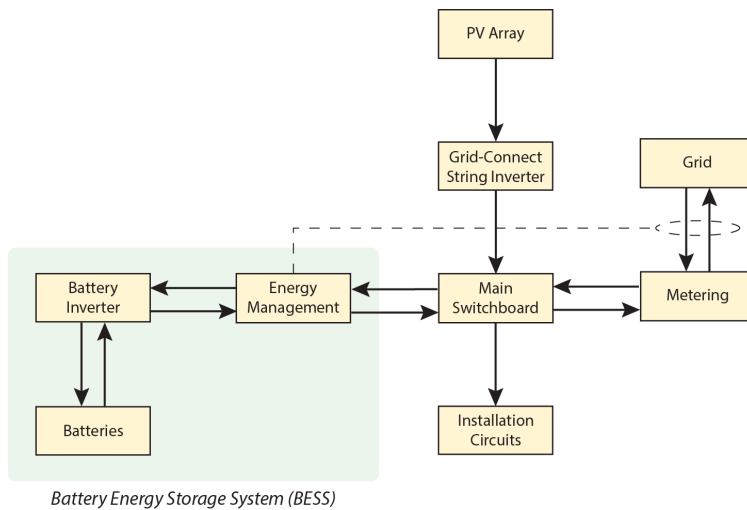 PV Array
Grid-Connect
String Inverter
Grid
Battery
Inverter
Energy
Management
Main
Switchboard
Metering
Batteries
Installation
Circuits
Battery Energy Storage System (BESS)